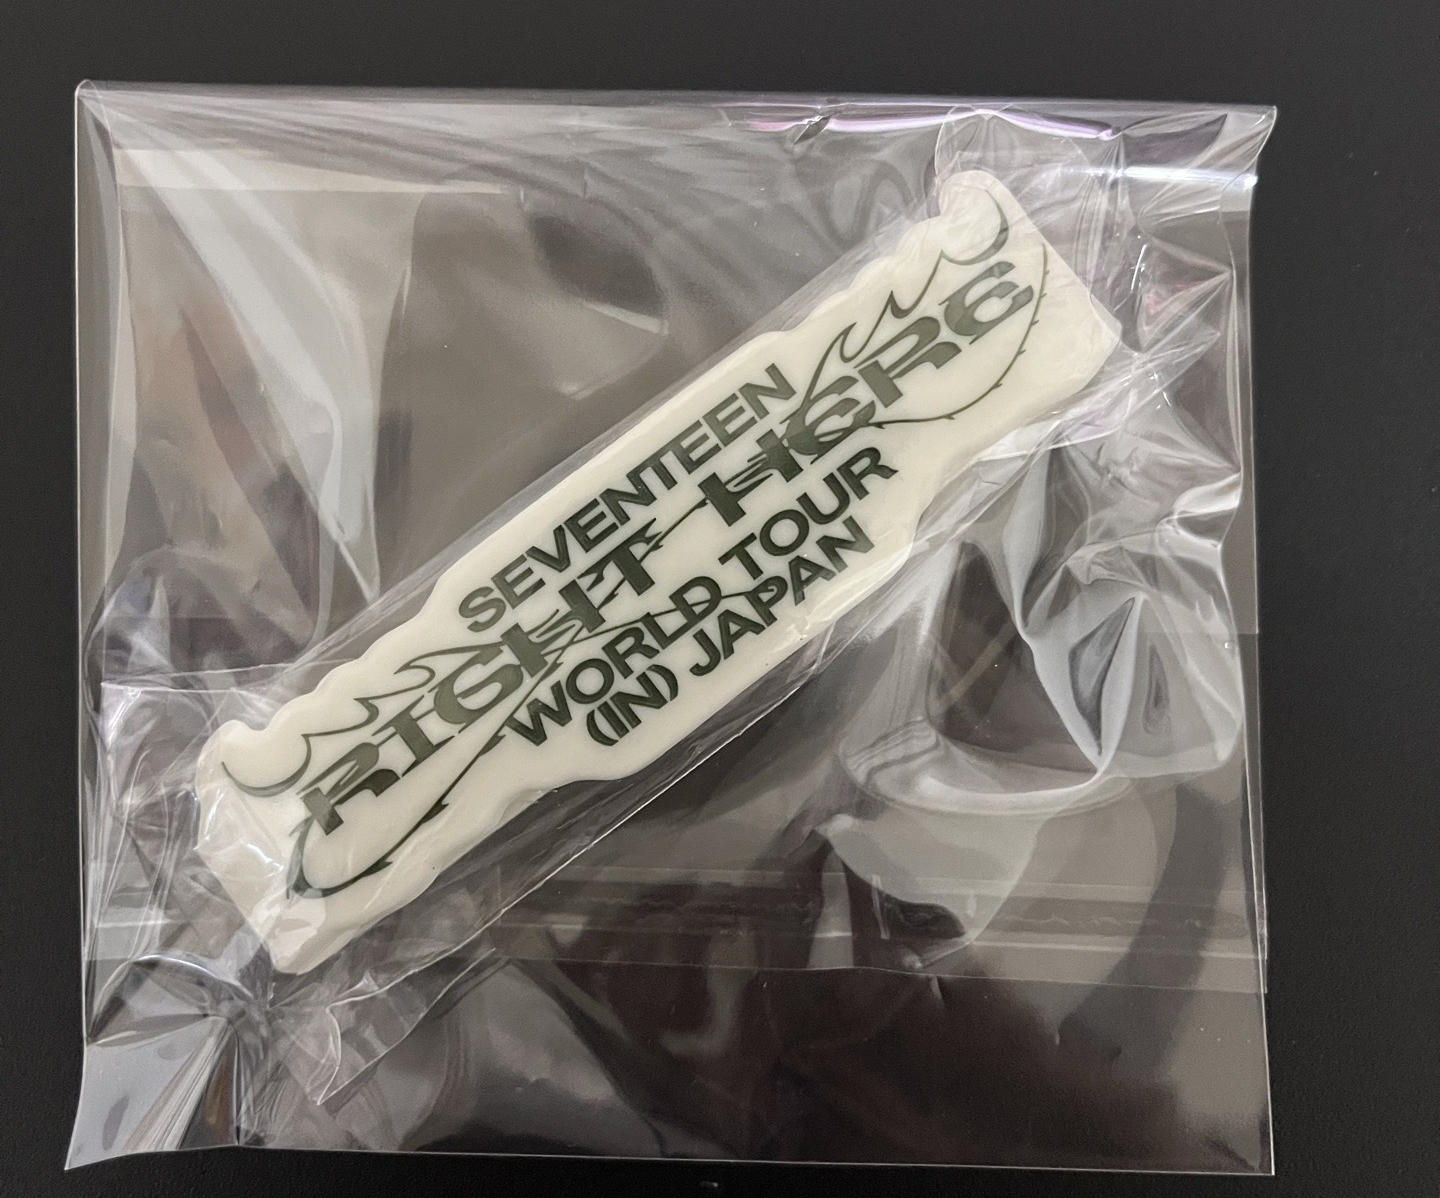 SEVENTEEN
RIGHT HERE
WORLD TOUR
(IN) JAPAN